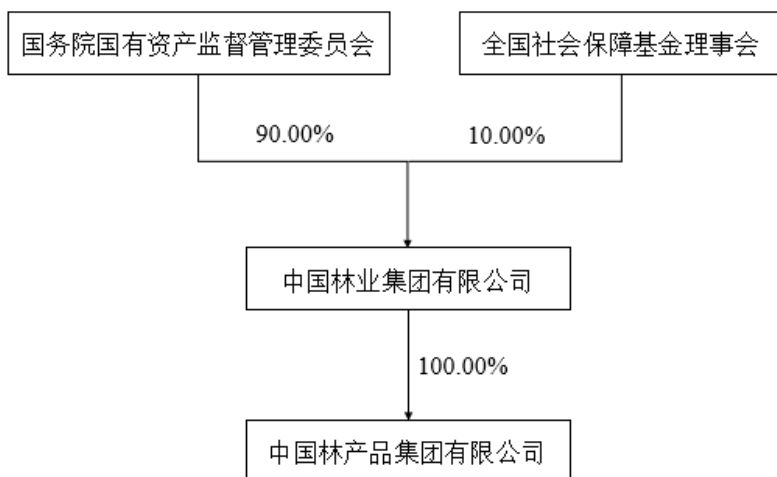 国务院国有资产监督管理委员会
全国社会保障基金理事会
90.00%
10.00%
中国林业集团有限公司
100.00%
中国林产品集团有限公司